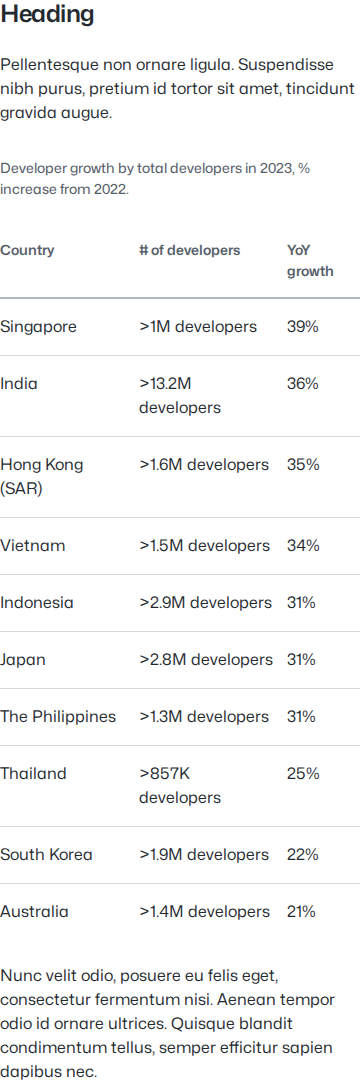 Heading
Pellentesque non ornare ligula. Suspendisse
nibh purus, pretium id tortor sit amet, tincidunt
gravida augue.
Developer growth by total developers in 2023, %
increase from 2022.
Country # of developers YoY
growth
Singapore >1M developers 39%
India >13.2M 36%
developers
Hong Kong >1.6M developers 35%
(SAR)
Vietnam >1.5M developers 34%
Indonesia >2.9M developers 31%
Japan >2.8M developers 31%
The Philippines >1.3M developers 31%
Thailand >857K 25%
developers
South Korea >1.9M developers 22%
Australia >1.4M developers 21%
Nunc velit odio, posuere eu felis eget,
consectetur fermentum nisi. Aenean tempor
odio id ornare ultrices. Quisque blandit
condimentum tellus, semper efficitur sapien
dapibus nec.